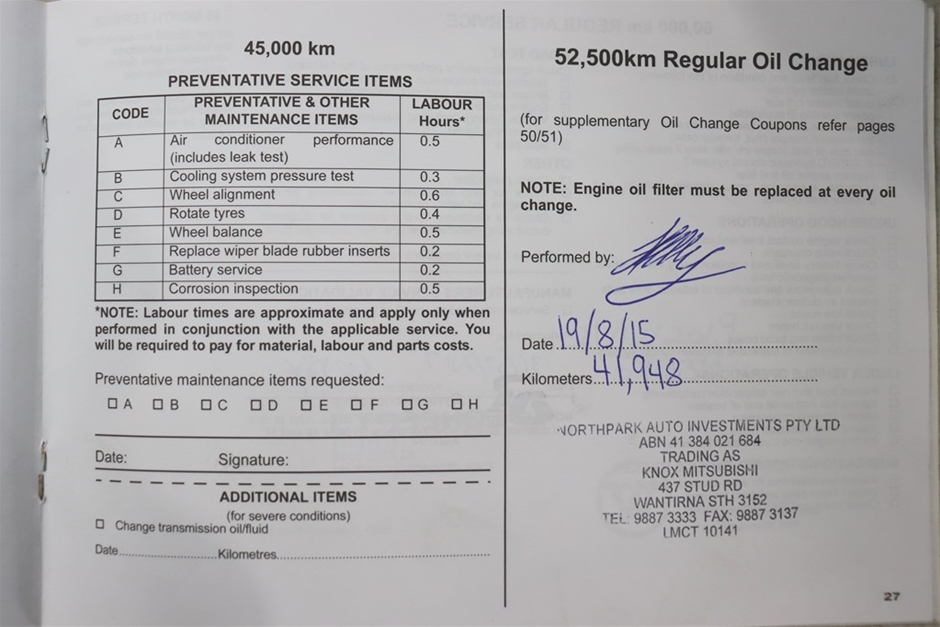 45,000 km
PREVENTATIVE SERVICE ITEMS
CODE PREVENTATIVE & OTHER MAINTENANCE ITEMS LABOUR Hours*
A Air conditioner performance (includes leak test) 0.5
B Cooling system pressure test 0.3
C Wheel alignment 0.6
D Rotate tyres 0.4
E Wheel balance 0.5
F Replace wiper blade rubber inserts 0.2
G Battery service 0.2
H Corrosion inspection 0.5
*NOTE: Labour times are approximate and apply only when
performed in conjunction with the applicable service. You
will be required to pay for material, labour and parts costs.
Preventative maintenance items requested:
☐ A ☐ B ☐ C ☐ D ☐ E ☐ F ☐ G ☐ H
Date: Signature:
ADDITIONAL ITEMS
(for severe conditions)
☐ Change transmission oil/fluid
Date....................Kilometres..............................
52,500km Regular Oil Change
(for supplementary Oil Change Coupons refer pages
50/51)
NOTE: Engine oil filter must be replaced at every oil
change.
Performed by:
Date 19/8/15
Kilometers...41,948
NORTHPARK AUTO INVESTMENTS PTY LTD
ABN 41 384 021 684
TRADING AS
KNOX MITSUBISHI
437 STUD RD
WANTIRNA STH 3152
TEL: 9887 3333 FAX: 9887 3137
LMCT 10141
27